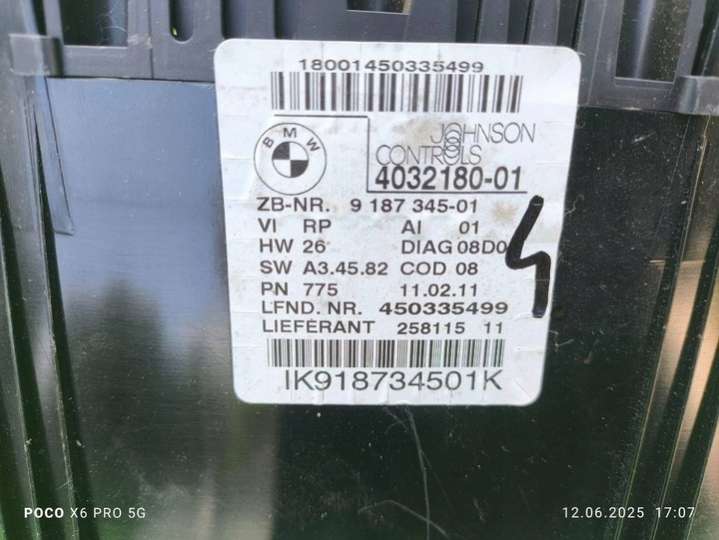 18001450335499
BMW
JOHNSON
CONTROLS
4032180-01
ZB-NR. 9 187 345-01
VI RP AI 01
HW 26 DIAG 08D0
SW A3.45.82 COD 08
PN 775 11.02.11
LFND. NR. 450335499
LIEFERANT 258115 11
IK918734501K
POCO X6 PRO 5G
12.06.2025 17:07